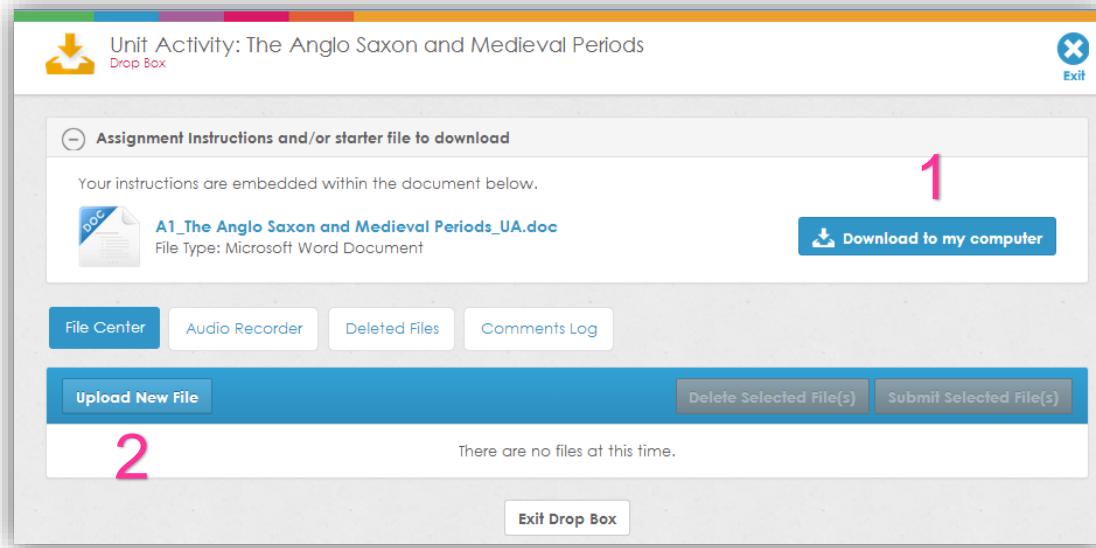 Unit Activity: The Anglo Saxon and Medieval Periods
Drop Box
Exit
Assignment Instructions and/or starter file to download
1
Your instructions are embedded within the document below.
DOC
A1_The Anglo Saxon and Medieval Periods_UA.doc
File Type: Microsoft Word Document
Download to my computer
File Center
Audio Recorder
Deleted Files
Comments Log
Upload New File
Delete Selected File(s)
Submit Selected File(s)
2
There are no files at this time.
Exit Drop Box